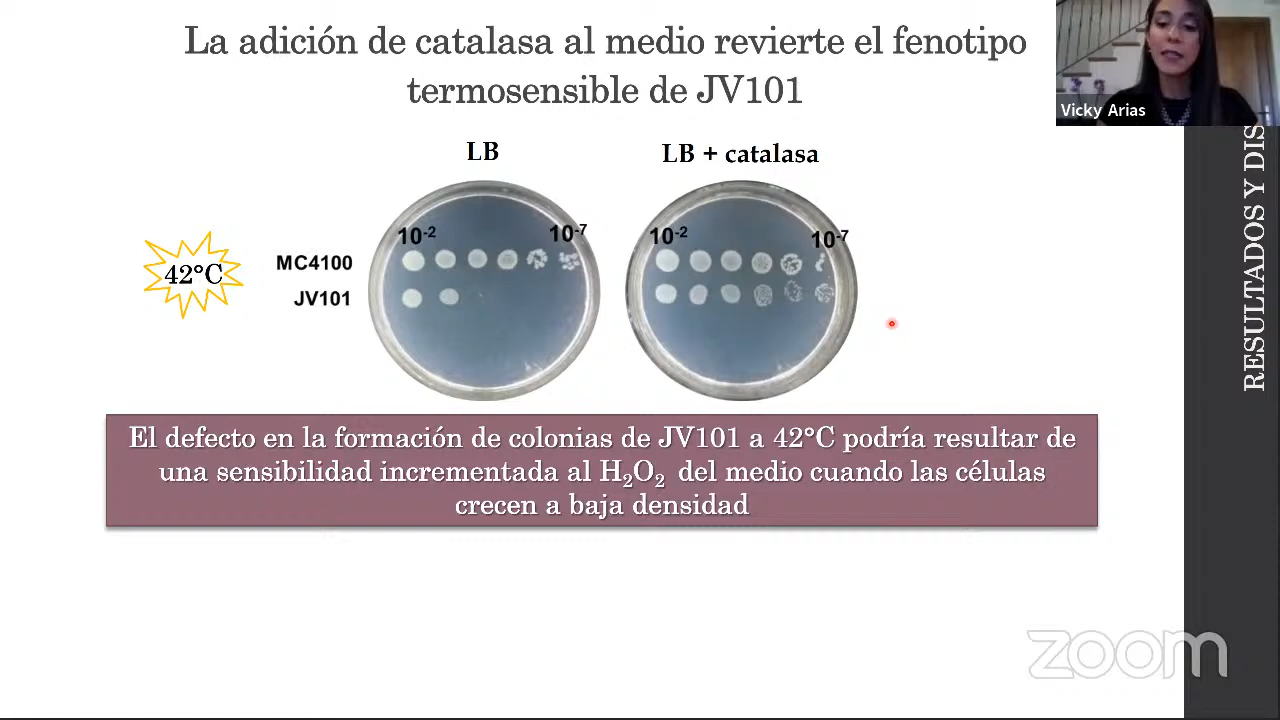 La adición de catalasa al medio revierte el fenotipo
termosensible de JV101
Vicky Arias
LB
LB + catalasa
10-2
10-7
10-2
10-7
42°C
MC4100
JV101
El defecto en la formación de colonias de JV101 a 42°C podría resultar de
una sensibilidad incrementada al H2O2 del medio cuando las células
crecen a baja densidad
RESULTADOS Y DIS
zoom